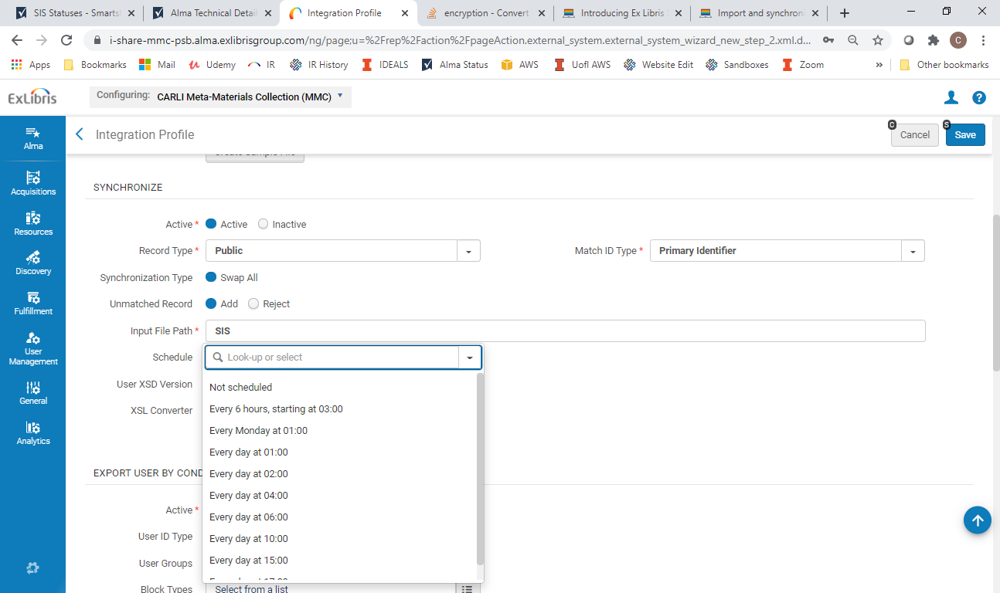 SIS Statuses - Smarts
Alma Technical Detail
Integration Profile
encryption - Convert
Introducing Ex Libris
Import and synchron
i-share-mmc-psb.alma.exlibrisgroup.com/ng/page;u=%2Frep%2Faction%2FpageAction.external_system.external_system_wizard_new_step_2.xml.d...
C
Apps
Bookmarks
Mail
Udemy
IR
IR History
IDEALS
Alma Status
AWS
UofI AWS
Website Edit
Sandboxes
Zoom
»
Other bookmarks
ExLibris
Configuring: CARLI Meta-Materials Collection (MMC)
?
Alma
Acquisitions
Resources
Discovery
Fulfillment
User
Management
General
Analytics
Integration Profile
C
Cancel
S
Save
SYNCHRONIZE
Active * Active Inactive
Record Type * Public
Match ID Type * Primary Identifier
Synchronization Type Swap All
Unmatched Record Add Reject
Input File Path * SIS
Schedule Look-up or select
User XSD Version
XSL Converter
Not scheduled
Every 6 hours, starting at 03:00
Every Monday at 01:00
Every day at 01:00
Every day at 02:00
Every day at 04:00
Every day at 06:00
Every day at 10:00
Every day at 15:00
EXPORT USER BY COND
Active *
User ID Type
User Groups
Block Types Select from a list